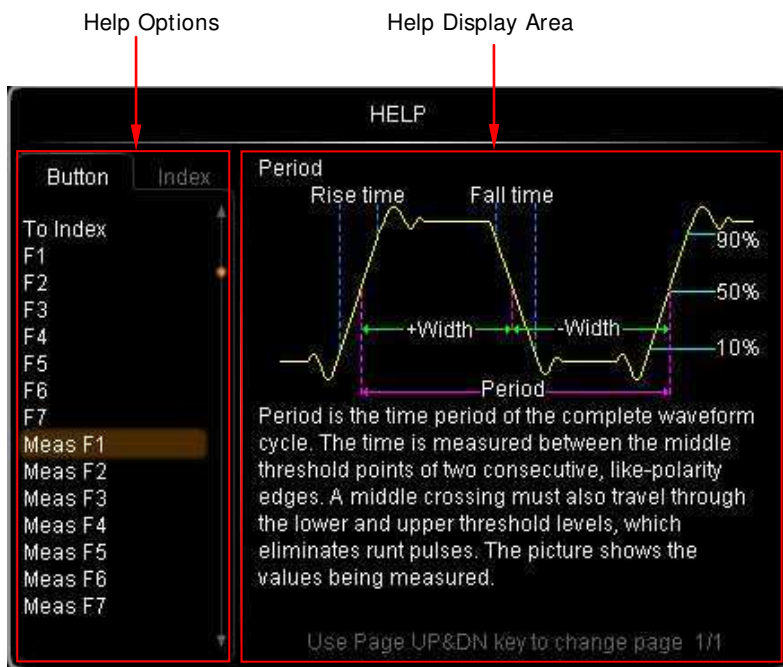 Help Options
Help Display Area
HELP
Button
Index
To Index
F1
F2
F3
F4
F5
F6
F7
Meas F1
Meas F2
Meas F3
Meas F4
Meas F5
Meas F6
Meas F7
Period
Rise time
Fall time
90%
50%
10%
+Width
-Width
Period
Period is the time period of the complete waveform
cycle. The time is measured between the middle
threshold points of two consecutive, like-polarity
edges. A middle crossing must also travel through
the lower and upper threshold levels, which
eliminates runt pulses. The picture shows the
values being measured.
Use Page UP&DN key to change page 1/1